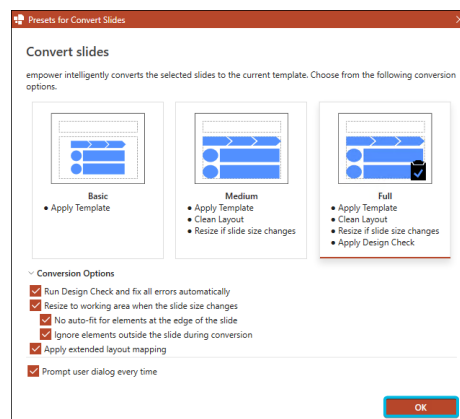 Presets for Convert Slides
Convert slides
empower intelligently converts the selected slides to the current template. Choose from the following conversion
options.
Basic
• Apply Template
Medium
• Apply Template
• Clean Layout
• Resize if slide size changes
Full
• Apply Template
• Clean Layout
• Resize if slide size changes
• Apply Design Check
Conversion Options
Run Design Check and fix all errors automatically
Resize to working area when the slide size changes
No auto-fit for elements at the edge of the slide
Ignore elements outside the slide during conversion
Apply extended layout mapping
Prompt user dialog every time
OK